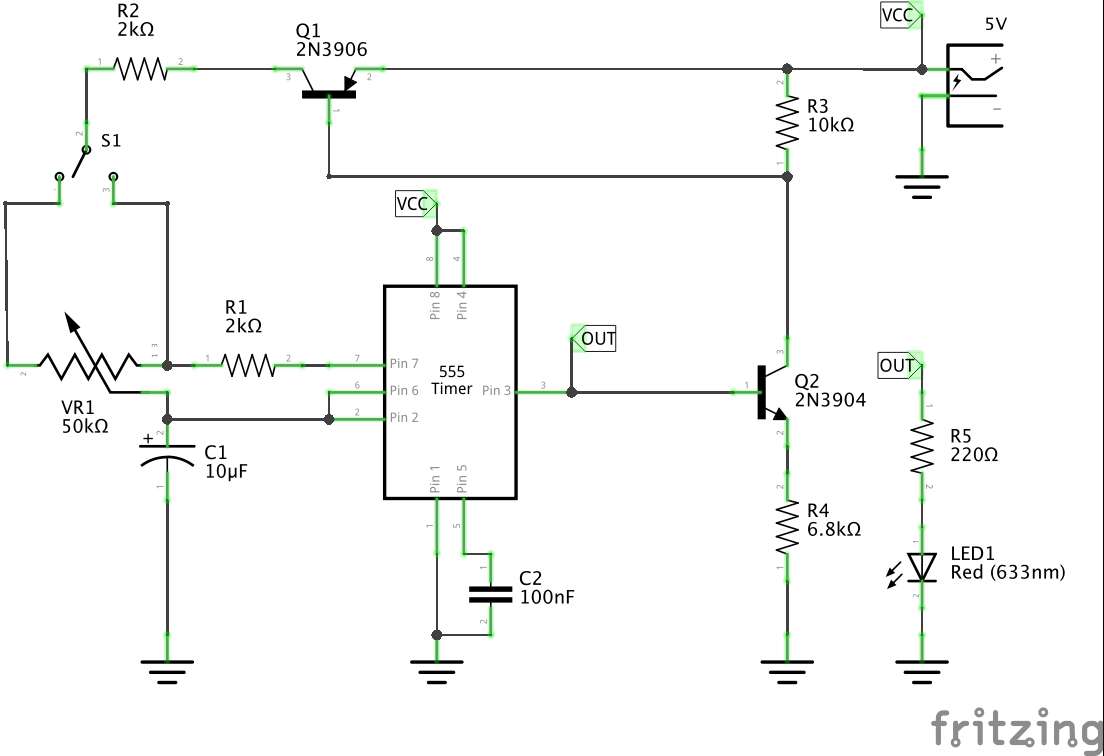 R2
2kΩ
1
2
Q1
2N3906
3
2
1
VCC
5V
+
−
2
R3
10kΩ
1
2
S1
1
3
VCC
8
4
Pin 8
Pin 4
R1
2kΩ
1 3
1
2
7
Pin 7
2
6
Pin 6
2
Pin 2
555
Timer
Pin 3
3
OUT
1
3
Q2
2N3904
2
OUT
1
R5
220Ω
2
VR1
50kΩ
+
2
C1
10μF
1
Pin 1
Pin 5
1
5
2
R4
6.8kΩ
1
1
C2
100nF
2
1
LED1
Red (633nm)
2
fritzing